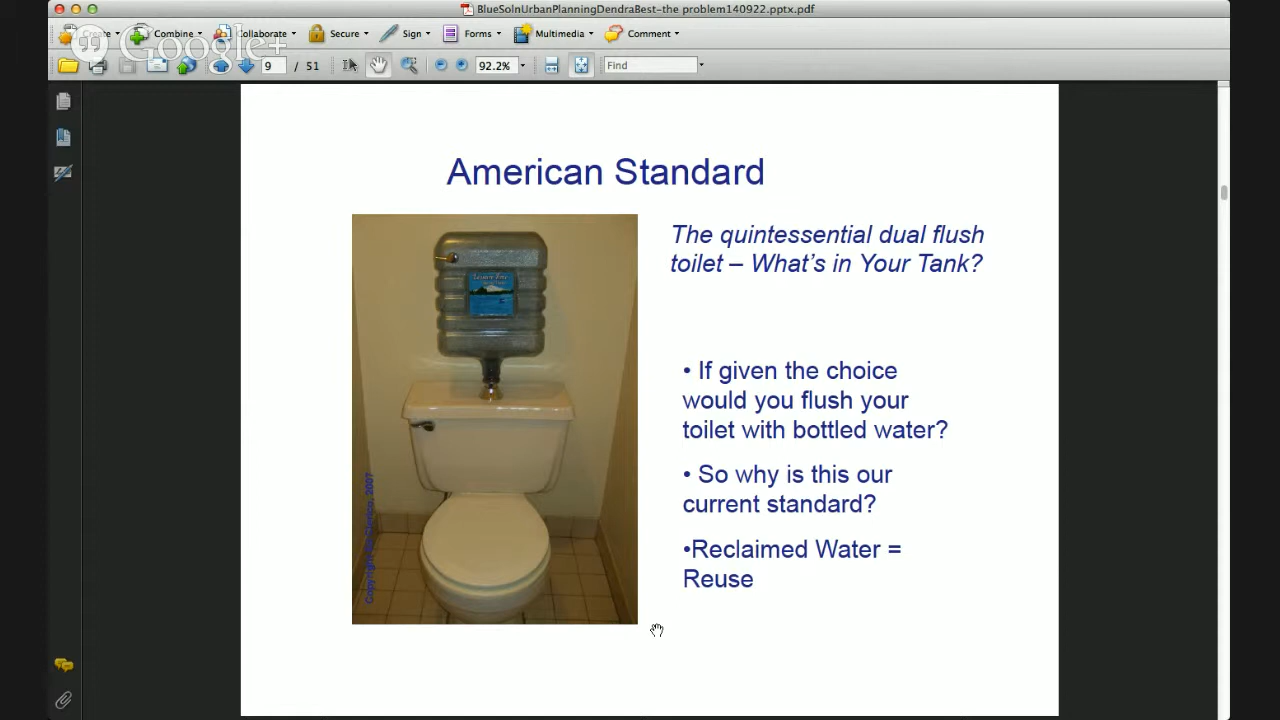 BlueSolnUrbanPlanningDendraBest–the problem140922.pptx.pdf
Create Combine Collaborate Secure Sign Forms Multimedia Comment
Google+
9 / 51 92.2% Find
American Standard
The quintessential dual flush
toilet – What's in Your Tank?
• If given the choice
would you flush your
toilet with bottled water?
• So why is this our
current standard?
•Reclaimed Water =
Reuse